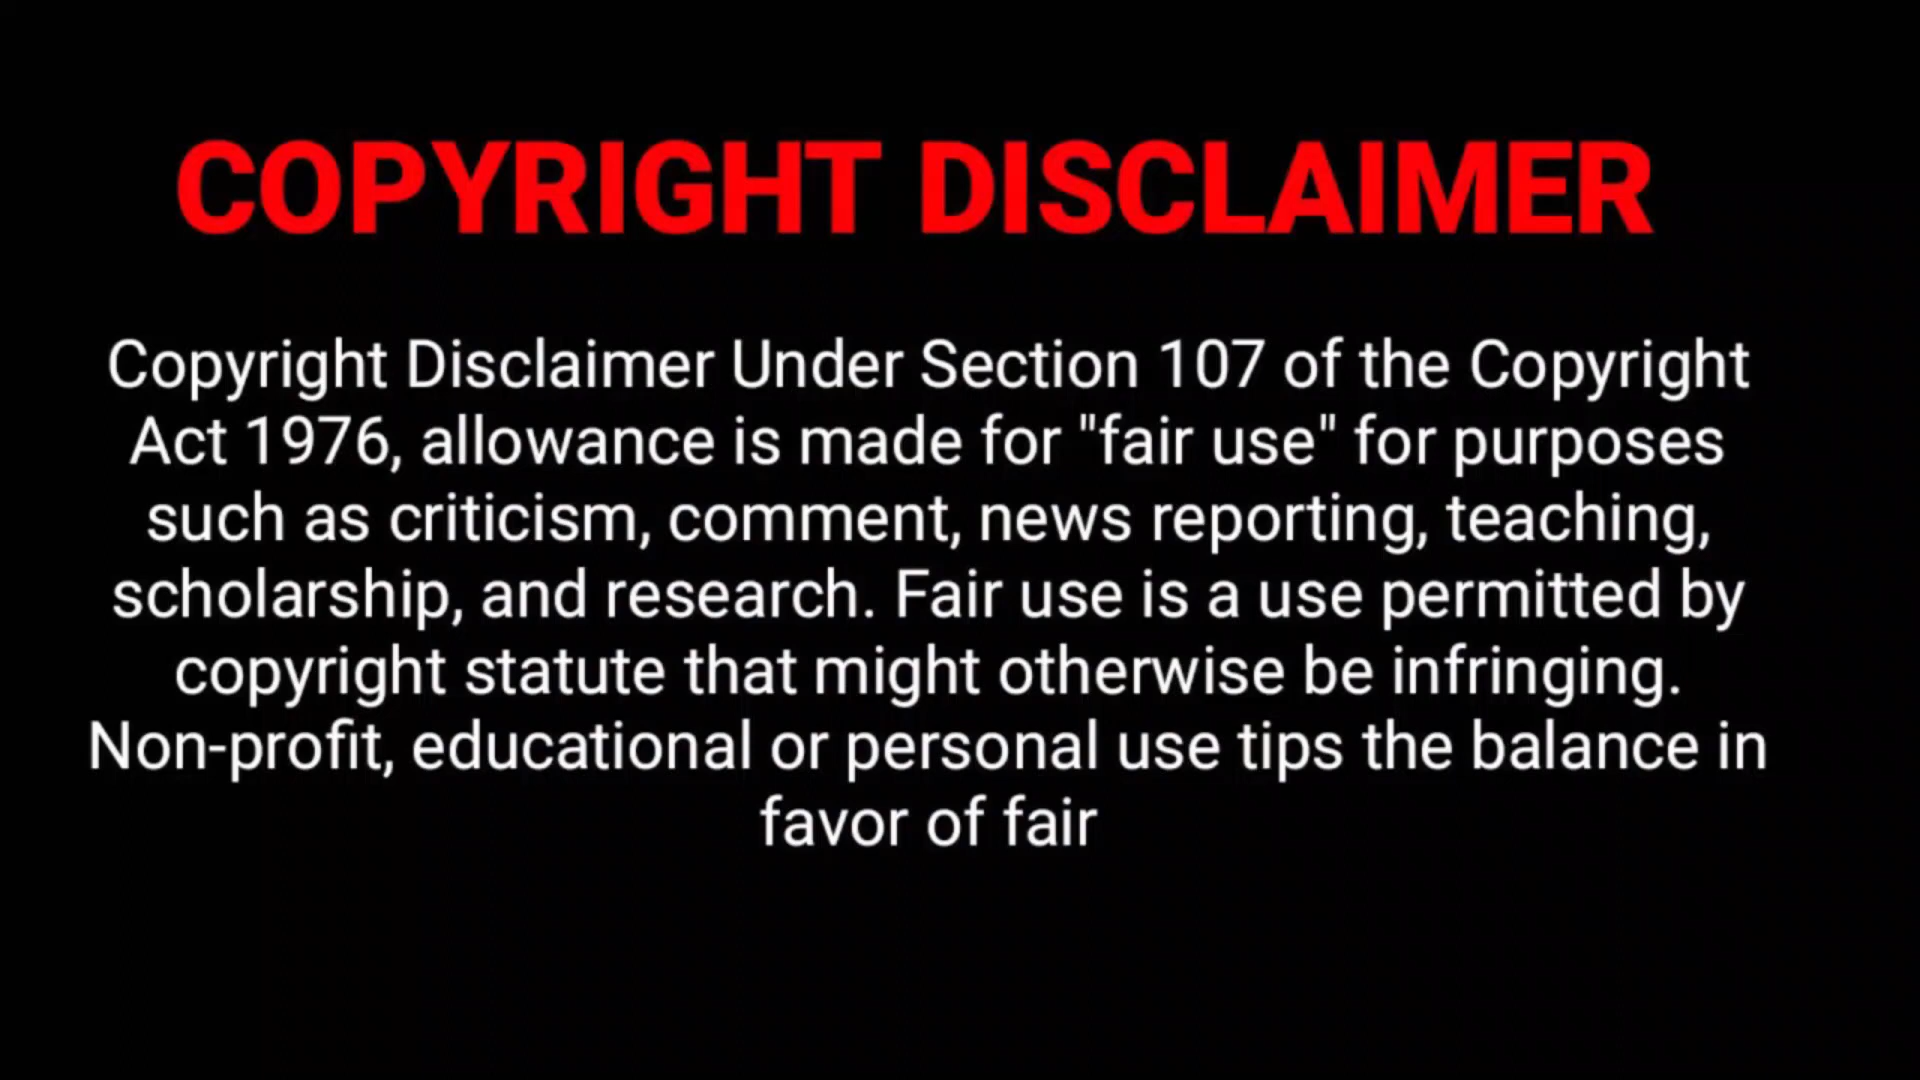 COPYRIGHT DISCLAIMER
Copyright Disclaimer Under Section 107 of the Copyright
Act 1976, allowance is made for "fair use" for purposes
such as criticism, comment, news reporting, teaching,
scholarship, and research. Fair use is a use permitted by
copyright statute that might otherwise be infringing.
Non-profit, educational or personal use tips the balance in
favor of fair